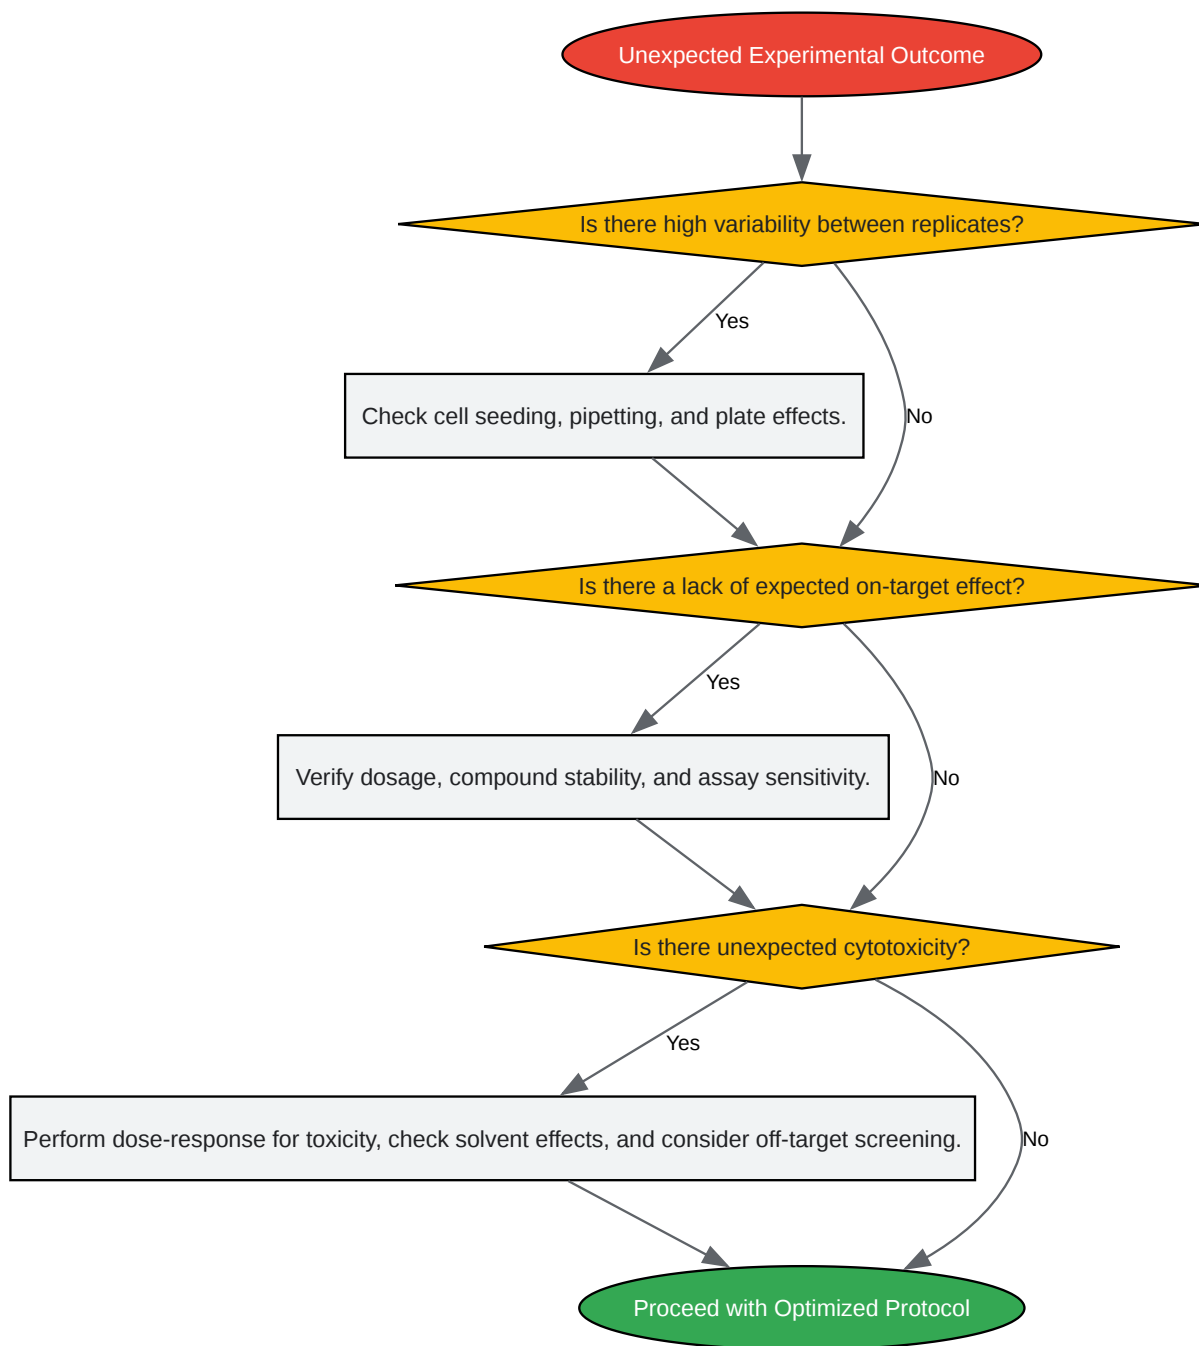 Unexpected Experimental Outcome
Is there high variability between replicates?
Yes
Check cell seeding, pipetting, and plate effects.
No
Is there a lack of expected on-target effect?
Yes
Verify dosage, compound stability, and assay sensitivity.
No
Is there unexpected cytotoxicity?
Yes
Perform dose-response for toxicity, check solvent effects, and consider off-target screening.
No
Proceed with Optimized Protocol